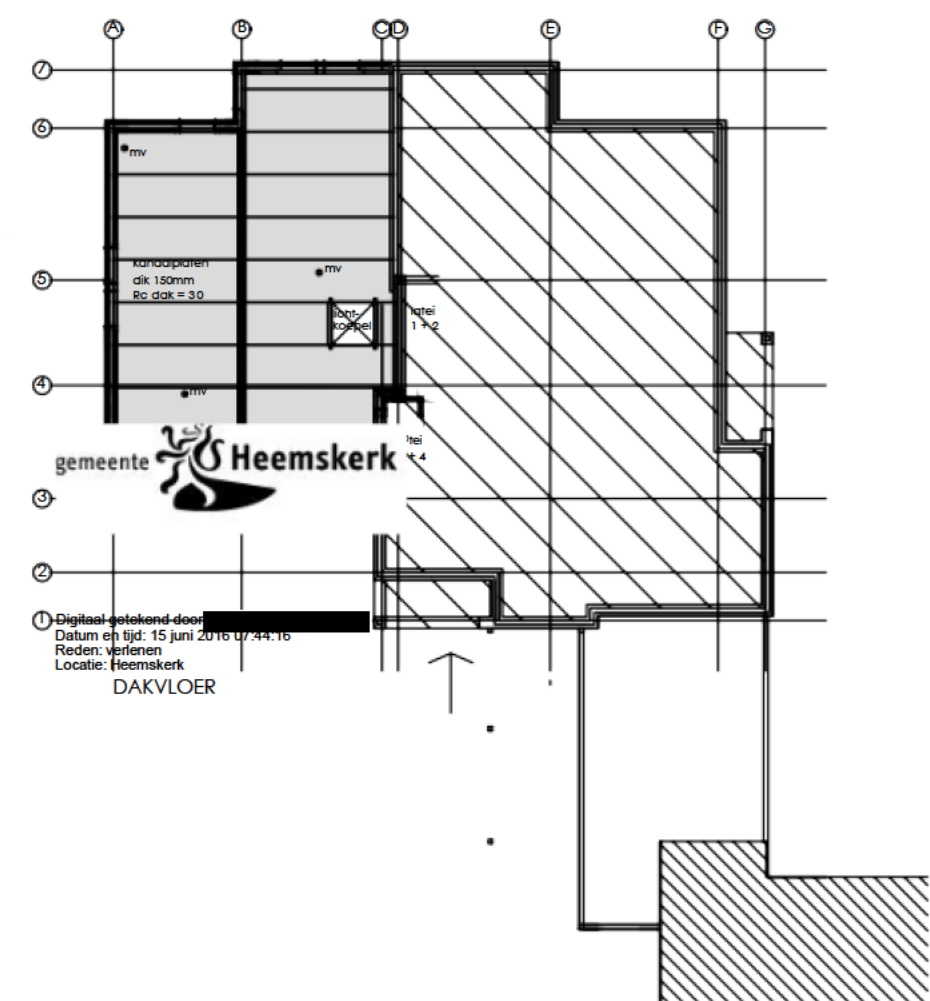 A B C D E F G
7
6
mv
kanaalplaten
dik 150mm
Rc dak = 30
mv
5
licht-
koepel
latei
1 + 2
4
mv
tei
+ 4
gemeente Heemskerk
3
2
1
Digitaal getekend door
Datum en tijd: 15 juni 2016 07:44:16
Reden: verlenen
Locatie: Heemskerk
DAKVLOER